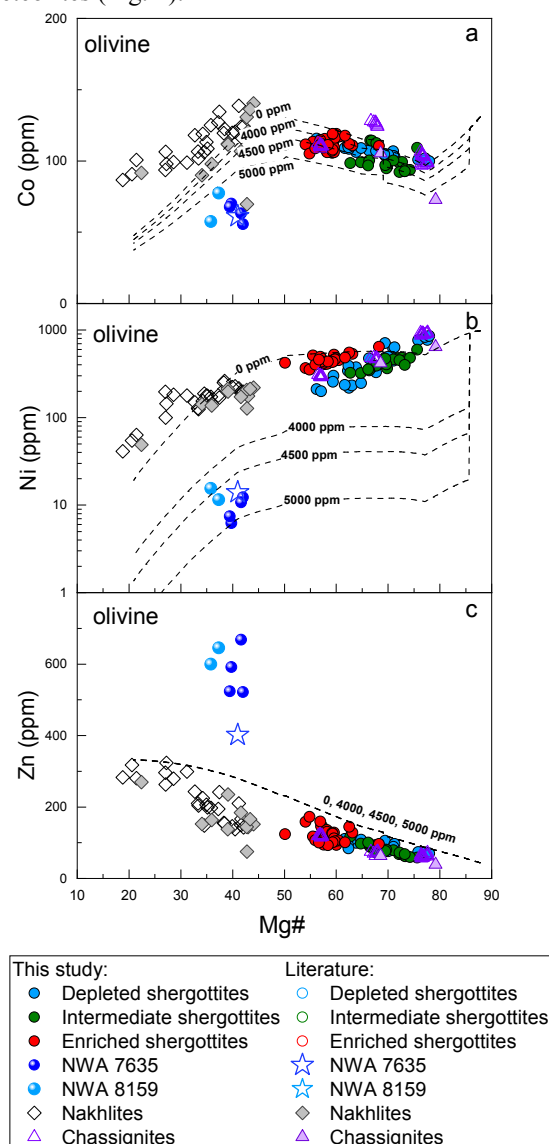 200
olivine
a
0 ppm
4000 ppm
4500 ppm
5000 ppm
100
Co (ppm)
0
1000
olivine
b
0 ppm
100
4000 ppm
Ni (ppm)
4500 ppm
10
5000 ppm
1
olivine
c
600
Zn (ppm)
400
0, 4000, 4500, 5000 ppm
200
0
10 20 30 40 50 60 70 80 90
Mg#
This study: Literature:
Depleted shergottites Depleted shergottites
Intermediate shergottites Intermediate shergottites
Enriched shergottites Enriched shergottites
NWA 7635 NWA 7635
NWA 8159 NWA 8159
Nakhlites Nakhlites
Chassignites Chassignites